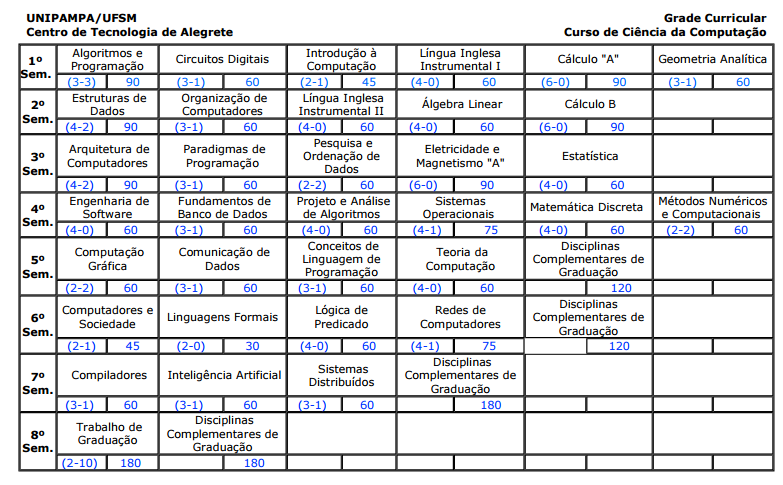 UNIPAMPA/UFSM Grade Curricular
Centro de Tecnologia de Alegrete Curso de Ciência da Computação
1º Sem.
Algoritmos e Programação
(3-3) 90
Circuitos Digitais
(3-1) 60
Introdução à Computação
(2-1) 45
Língua Inglesa Instrumental I
(4-0) 60
Cálculo "A"
(6-0) 90
Geometria Analítica
(3-1) 60
2º Sem.
Estruturas de Dados
(4-2) 90
Organização de Computadores
(3-1) 60
Língua Inglesa Instrumental II
(4-0) 60
Álgebra Linear
(4-0) 60
Cálculo B
(6-0) 90
3º Sem.
Arquitetura de Computadores
(4-2) 90
Paradigmas de Programação
(3-1) 60
Pesquisa e Ordenação de Dados
(2-2) 60
Eletricidade e Magnetismo "A"
(6-0) 90
Estatística
(4-0) 60
4º Sem.
Engenharia de Software
(4-0) 60
Fundamentos de Banco de Dados
(3-1) 60
Projeto e Análise de Algoritmos
(4-0) 60
Sistemas Operacionais
(4-1) 75
Matemática Discreta
(4-0) 60
Métodos Numéricos e Computacionais
(2-2) 60
5º Sem.
Computação Gráfica
(2-2) 60
Comunicação de Dados
(3-1) 60
Conceitos de Linguagem de Programação
(3-1) 60
Teoria da Computação
(4-0) 60
Disciplinas Complementares de Graduação
120
6º Sem.
Computadores e Sociedade
(2-1) 45
Linguagens Formais
(2-0) 30
Lógica de Predicado
(4-0) 60
Redes de Computadores
(4-1) 75
Disciplinas Complementares de Graduação
120
7º Sem.
Compiladores
(3-1) 60
Inteligência Artificial
(3-1) 60
Sistemas Distribuídos
(3-1) 60
Disciplinas Complementares de Graduação
180
8º Sem.
Trabalho de Graduação
(2-10) 180
Disciplinas Complementares de Graduação
180